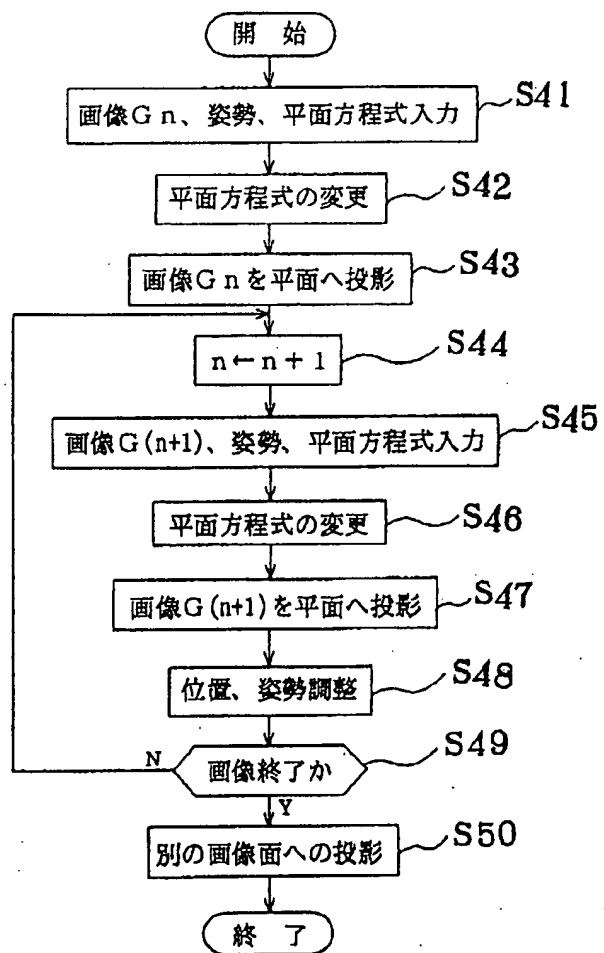 開 始
画像Gn、姿勢、平面方程式入力
S41
平面方程式の変更
S42
画像Gnを平面へ投影
S43
n←n+1
S44
画像G(n+1)、姿勢、平面方程式入力
S45
平面方程式の変更
S46
画像G(n+1)を平面へ投影
S47
位置、姿勢調整
S48
画像終了か
S49
N
Y
別の画像面への投影
S50
終 了